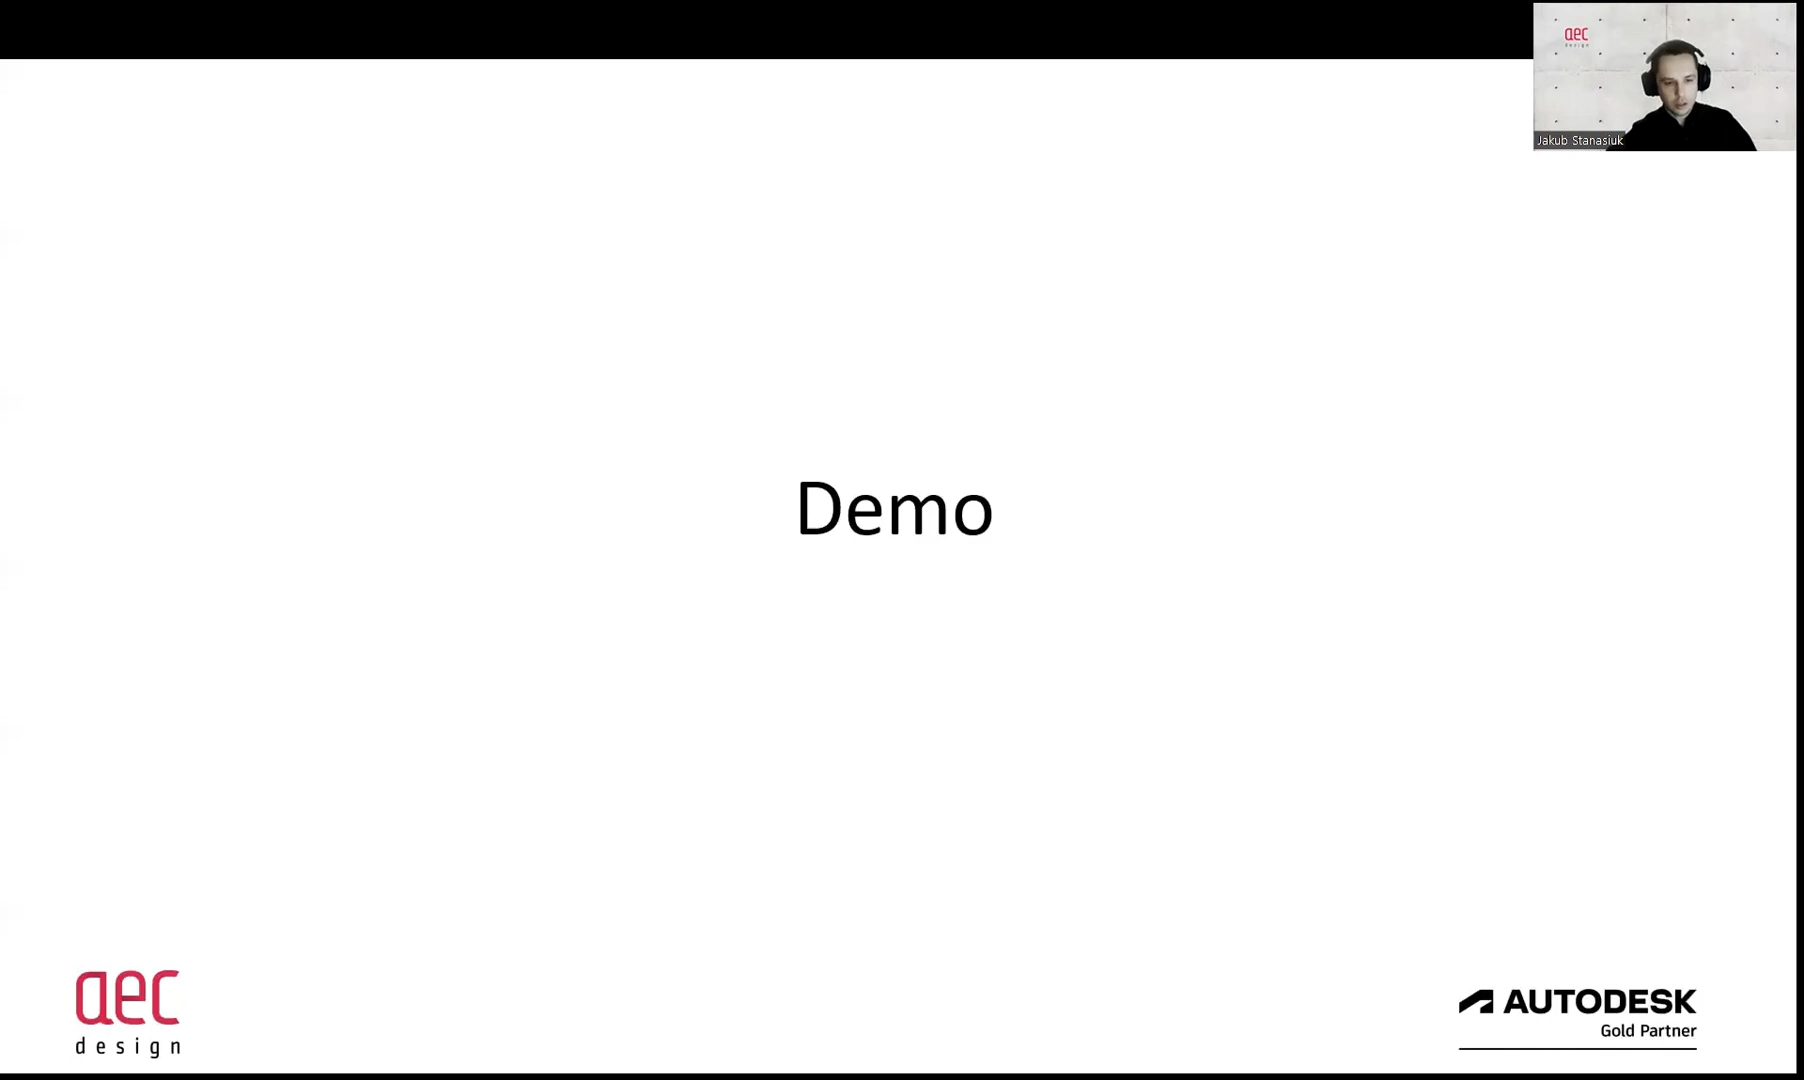 aec
design
Jakub Stanasiuk
Demo
aec
design
AUTODESK
Gold Partner